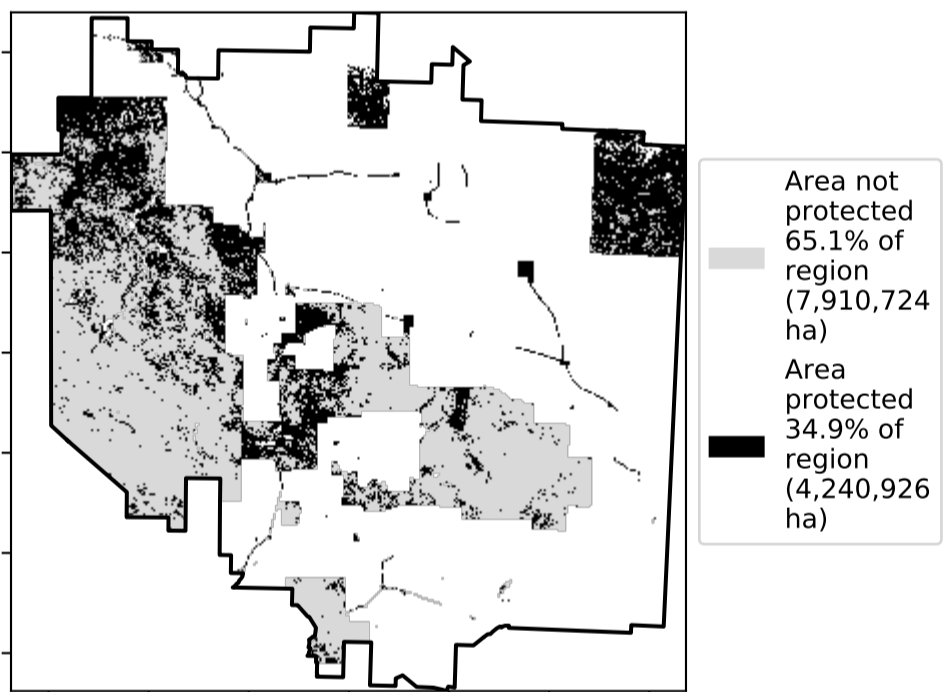 Area not
protected
65.1% of
region
(7,910,724
ha)
Area
protected
34.9% of
region
(4,240,926
ha)